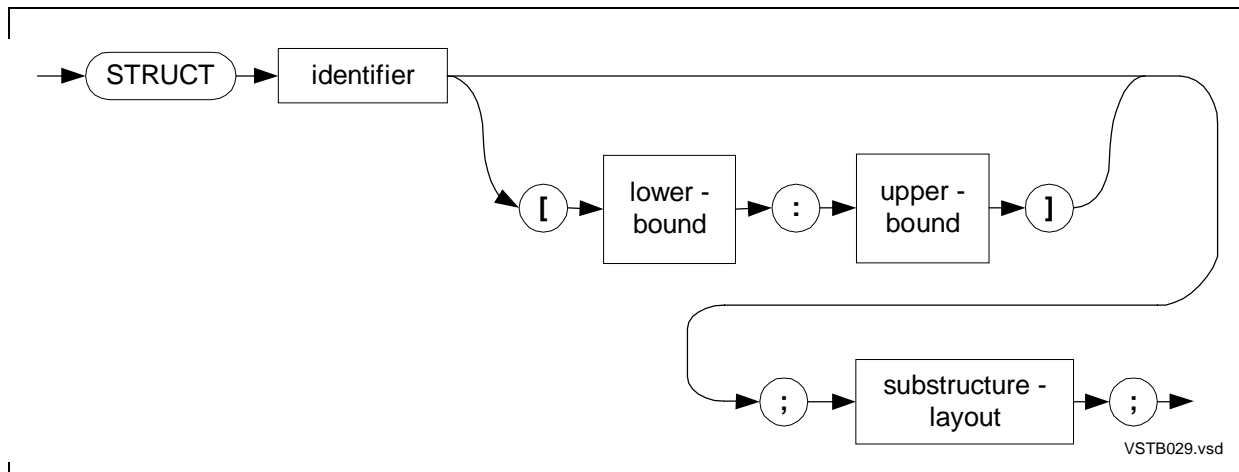 STRUCT
identifier
[
lower -
bound
:
upper -
bound
]
;
substructure -
layout
;
VSTB029.vsd